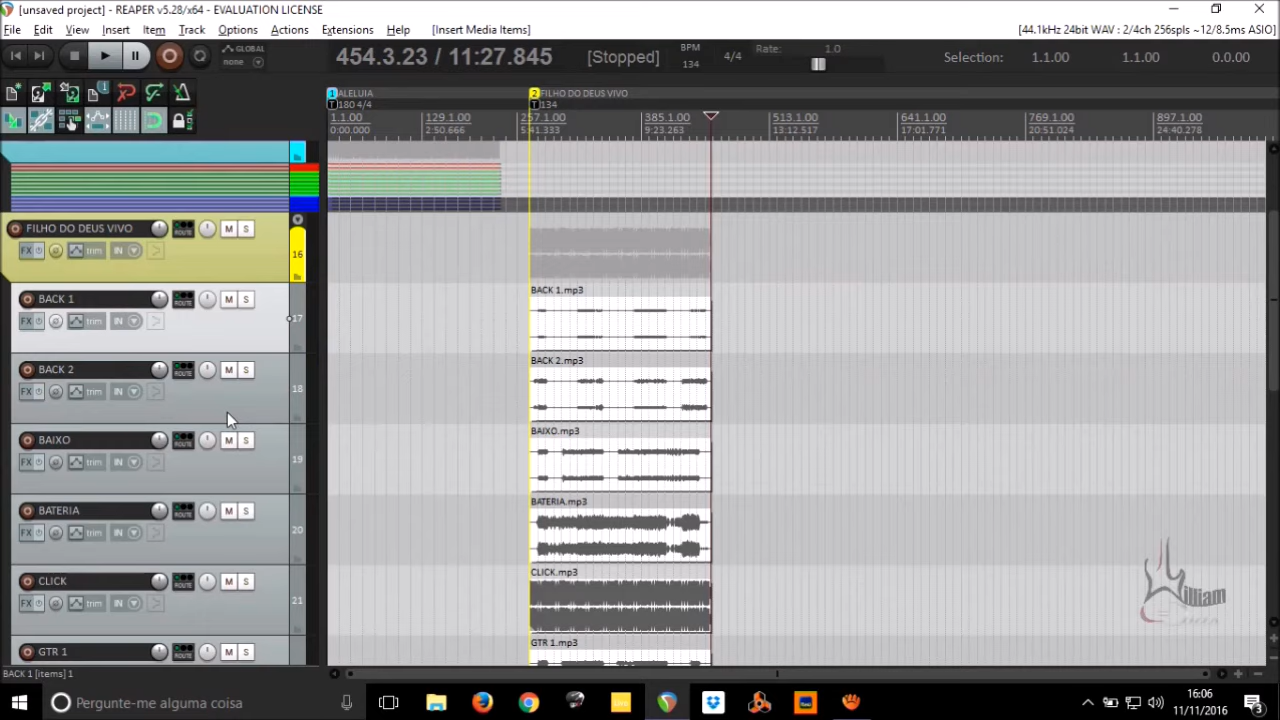 [unsaved project] - REAPER v5.28/x64 - EVALUATION LICENSE
File Edit View Insert Item Track Options Actions Extensions Help [Insert Media Items] [44.1kHz 24bit WAV : 2/4ch 256spls ~12/8.5ms ASIO]
GLOBAL
none
454.3.23 / 11:27.845 [Stopped]
BPM
134
4/4
Rate: 1.0
Selection: 1.1.00 1.1.00 0.0.00
1 ALELUIA 2 FILHO DO DEUS VIVO
T 180 4/4 T 134
1.1.00 129.1.00 257.1.00 385.1.00 513.1.00 641.1.00 769.1.00 897.1.00
0:00.000 2:50.666 5:41.333 9:23.263 13:12.517 17:01.771 20:51.024 24:40.278
FILHO DO DEUS VIVO ROUTE M S
FX trim IN 16
BACK 1 ROUTE M S
FX trim IN 17
BACK 1.mp3
BACK 2 ROUTE M S
FX trim IN 18
BACK 2.mp3
BAIXO ROUTE M S
FX trim IN 19
BAIXO.mp3
BATERIA ROUTE M S
FX trim IN 20
BATERIA.mp3
CLICK ROUTE M S
FX trim IN 21
CLICK.mp3
GTR 1 ROUTE M S
GTR 1.mp3
BACK 1 [items] 1
Pergunte-me alguma coisa
16:06
11/11/2016
3